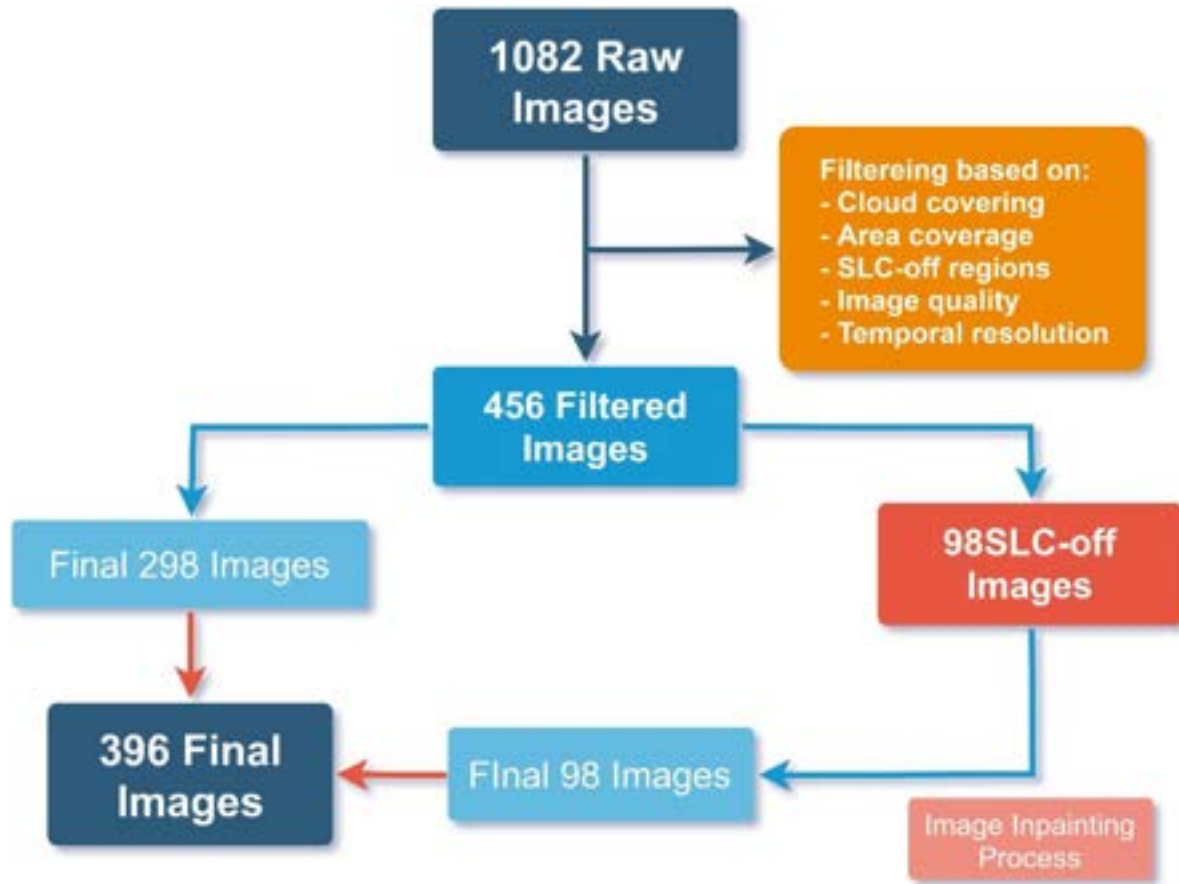 1082 Raw
Images
Filtereing based on:
- Cloud covering
- Area coverage
- SLC-off regions
- Image quality
- Temporal resolution
456 Filtered
Images
Final 298 Images
98SLC-off
Images
396 Final
Images
FInal 98 Images
Image Inpainting
Process